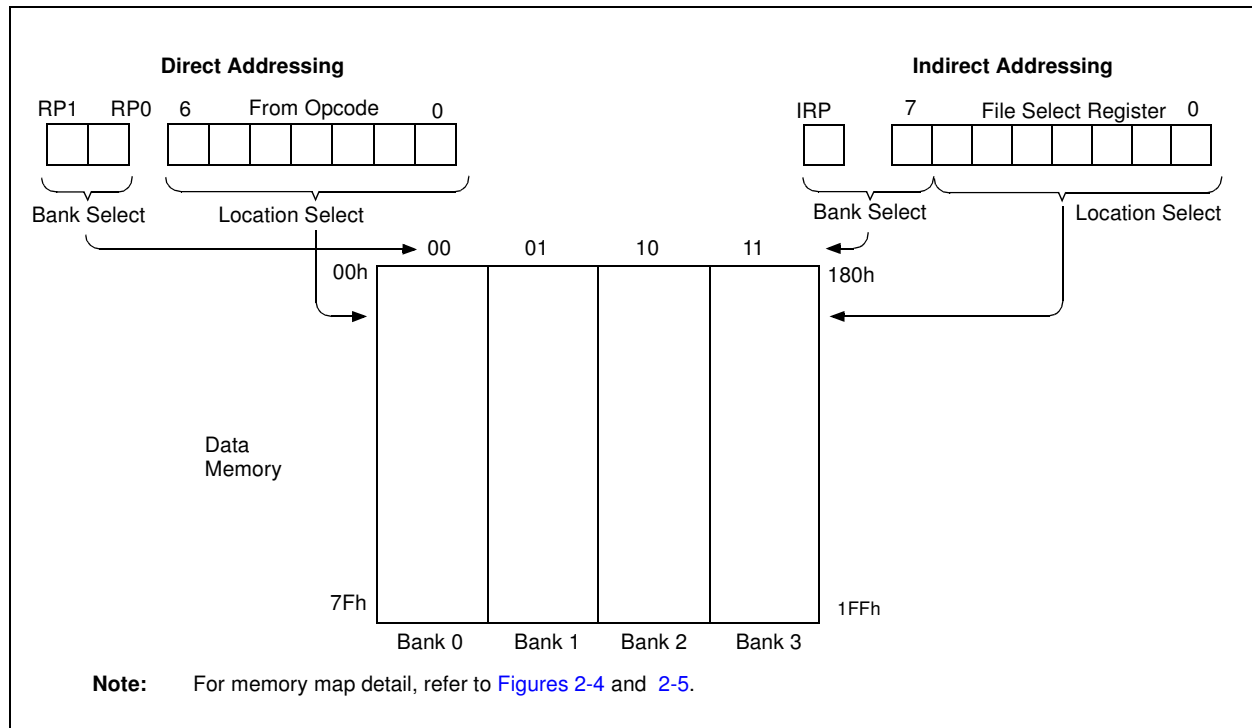 Direct Addressing
Indirect Addressing
RP1 RP0 6 From Opcode 0
IRP 7 File Select Register 0
Bank Select Location Select
Bank Select Location Select
00 01 10 11
00h 180h
Data
Memory
7Fh 1FFh
Bank 0 Bank 1 Bank 2 Bank 3
Note: For memory map detail, refer to Figures 2-4 and 2-5.